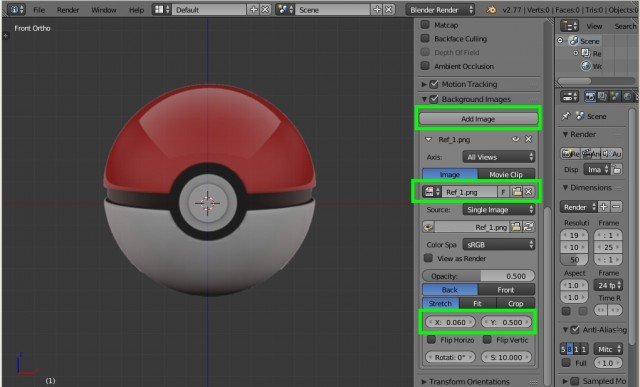 File Render Window Help Default Scene Blender Render v2.77 | Verts:0 | Faces:0 | Tris:0 | Objects:
Front Ortho
Matcap
Backface Culling
Depth Of Field
Ambient Occlusion
Motion Tracking
Background Images
Add Image
Ref_1.png
Axis: All Views
Image Movie Clip
Ref_1.png F
Source: Single Image
Ref_1.png
Color Spa sRGB
View as Render
Opacity: 0.500
Back Front
Stretch Fit Crop
X: 0.060 Y: 0.500
Flip Horizo Flip Vertic
Rotati: 0° S: 10.000
Transform Orientations
(1)
View Search
Scene
Re
Wo
Scene
Render
Re An Au
Disp Ima
Dimensions
Render
Resoluti Frame
19 : 1
10 25
50 : 1
Aspect Frame
1.0 24 fp
1.0 Time R
Anti-Aliasing
5 8 1 1 Mitc
Full 1.0
Sampled Mo